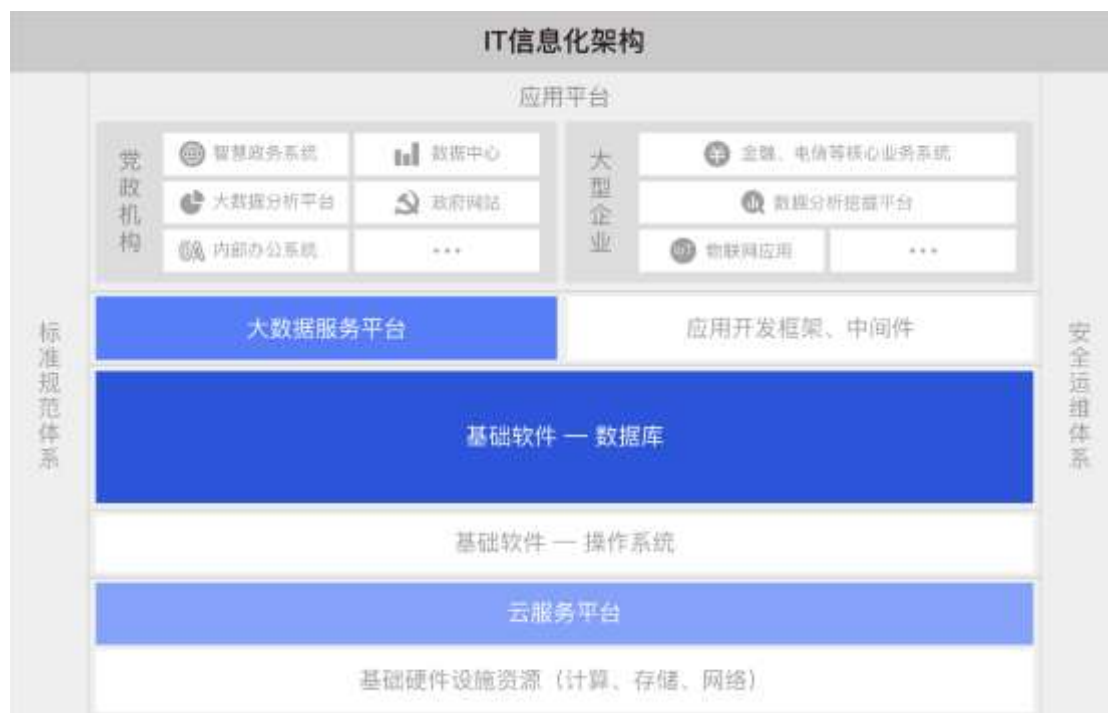 IT信息化架构
应用平台
党政机构
智慧政务系统
数据中心
大数据分析平台
政府网站
OA 内部办公系统
...
大型企业
金融、电信等核心业务系统
数据分析挖掘平台
物联网应用
...
标准规范体系
大数据服务平台
应用开发框架、中间件
基础软件 — 数据库
基础软件 — 操作系统
云服务平台
基础硬件设施资源（计算、存储、网络）
安全运维体系